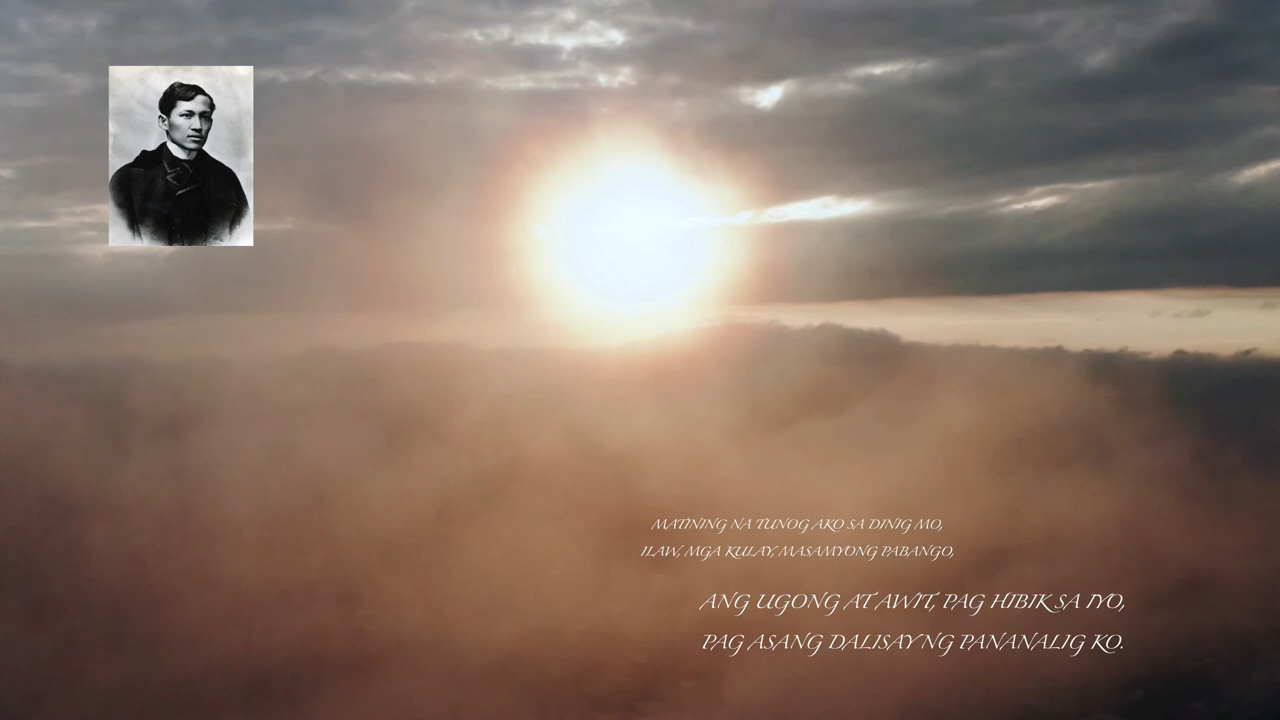 MATINING NA TUNOG AKO SA DINIG MO,
ILAW, MGA KULAY, MASAMYONG PABANGO,
ANG UGONG AT AWIT, PAG HIBIK SA IYO,
PAG ASANG DALISAY NG PANANALIG KO.